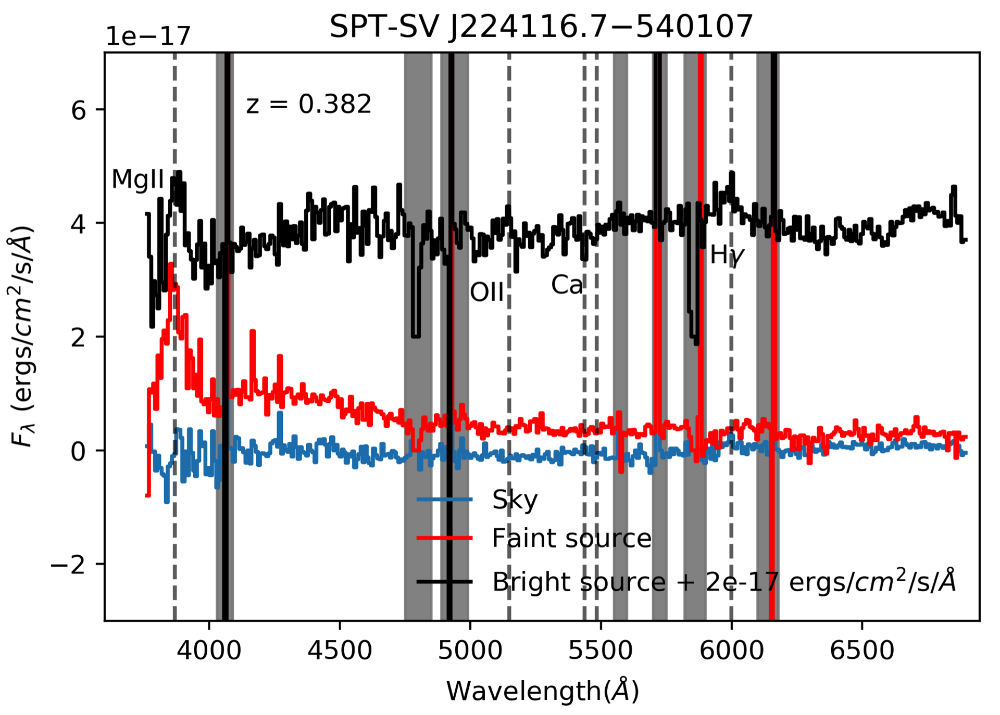 SPT-SV J224116.7−540107
1e−17
z = 0.382
MgII
OII
Ca
Hγ
6
4
2
0
−2
F_λ (ergs/cm²/s/Å)
Sky
Faint source
Bright source + 2e-17 ergs/cm²/s/Å
4000 4500 5000 5500 6000 6500
Wavelength(Å)